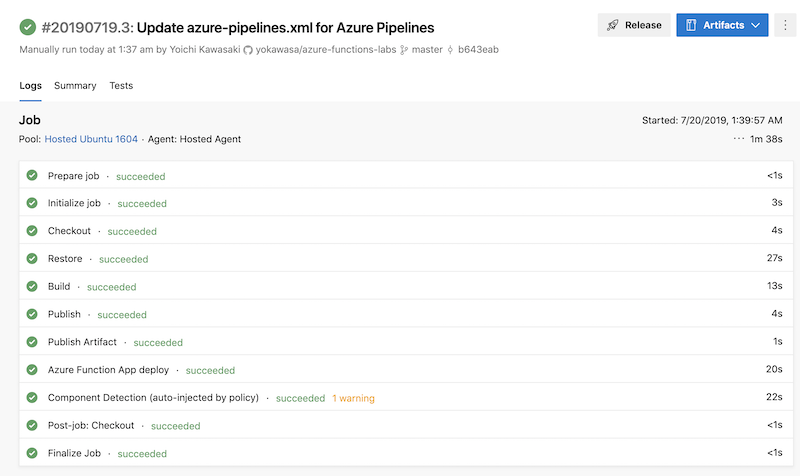 #20190719.3: Update azure-pipelines.xml for Azure Pipelines
Release
Artifacts
Manually run today at 1:37 am by Yoichi Kawasaki yokawasa/azure-functions-labs master b643eab
Logs Summary Tests
Job
Started: 7/20/2019, 1:39:57 AM
Pool: Hosted Ubuntu 1604 · Agent: Hosted Agent
··· 1m 38s
Prepare job · succeeded <1s
Initialize job · succeeded 3s
Checkout · succeeded 4s
Restore · succeeded 27s
Build · succeeded 13s
Publish · succeeded 4s
Publish Artifact · succeeded 1s
Azure Function App deploy · succeeded 20s
Component Detection (auto-injected by policy) · succeeded 1 warning 22s
Post-job: Checkout · succeeded <1s
Finalize Job · succeeded <1s